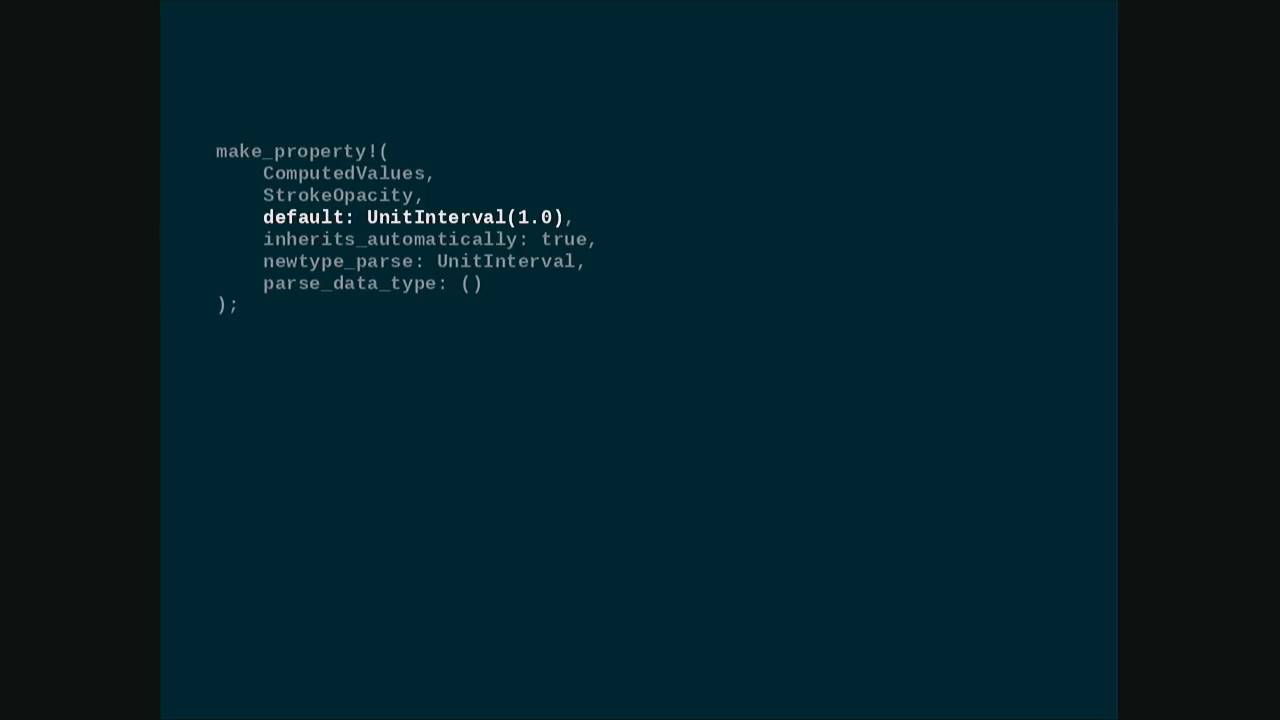 make_property!(
    ComputedValues,
    StrokeOpacity,
    default: UnitInterval(1.0),
    inherits_automatically: true,
    newtype_parse: UnitInterval,
    parse_data_type: ()
);